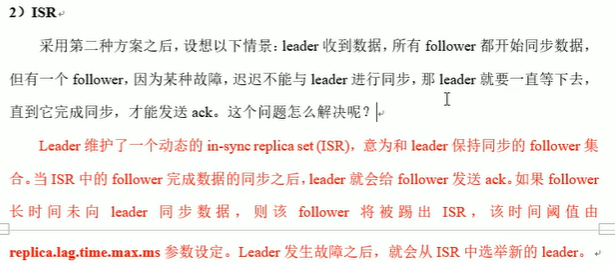 2）ISR
采用第二种方案之后，设想以下情景：leader 收到数据，所有 follower 都开始同步数据，
但有一个 follower，因为某种故障，迟迟不能与 leader 进行同步，那 leader 就要一直等下去，
直到它完成同步，才能发送 ack。这个问题怎么解决呢？
Leader 维护了一个动态的 in-sync replica set (ISR)，意为和 leader 保持同步的 follower 集
合。当 ISR 中的 follower 完成数据的同步之后，leader 就会给 follower 发送 ack。如果 follower
长时间未向 leader 同步数据，则该 follower 将被踢出 ISR，该时间阈值由
replica.lag.time.max.ms 参数设定。Leader 发生故障之后，就会从 ISR 中选举新的 leader。